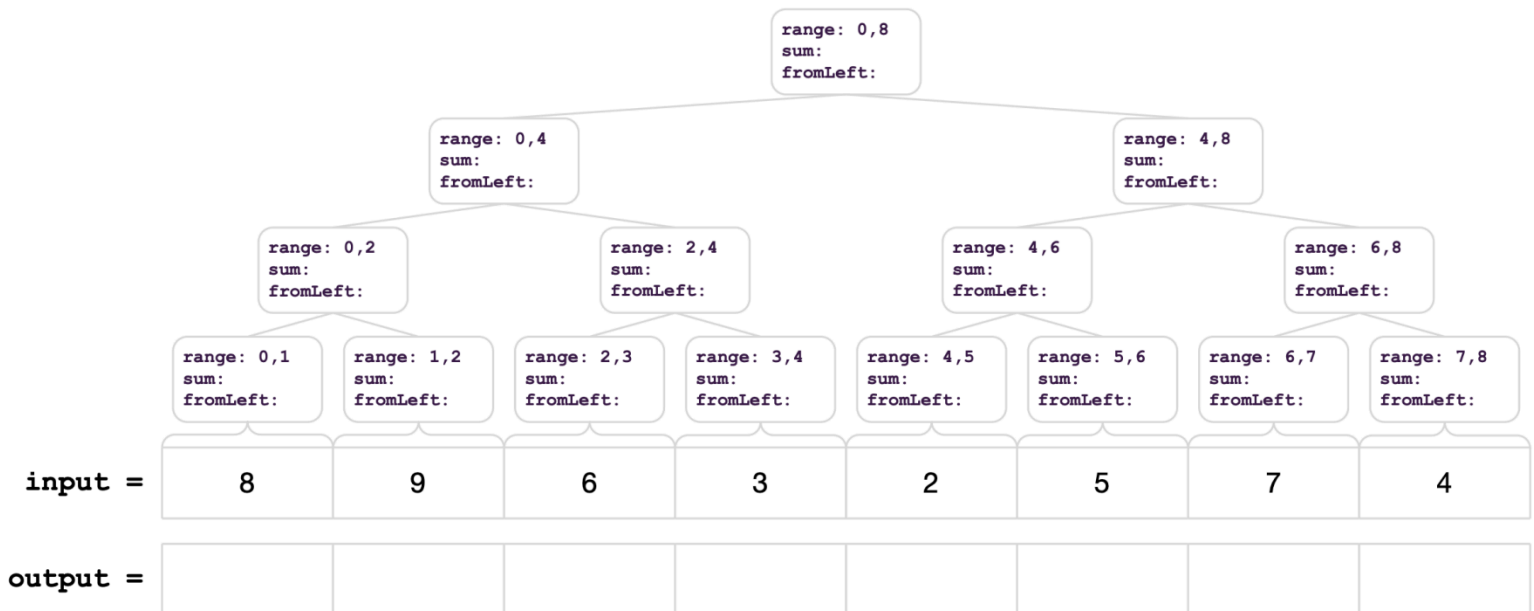 range: 0,8
sum:
fromLeft:
range: 0,4
sum:
fromLeft:
range: 4,8
sum:
fromLeft:
range: 0,2
sum:
fromLeft:
range: 2,4
sum:
fromLeft:
range: 4,6
sum:
fromLeft:
range: 6,8
sum:
fromLeft:
range: 0,1
sum:
fromLeft:
range: 1,2
sum:
fromLeft:
range: 2,3
sum:
fromLeft:
range: 3,4
sum:
fromLeft:
range: 4,5
sum:
fromLeft:
range: 5,6
sum:
fromLeft:
range: 6,7
sum:
fromLeft:
range: 7,8
sum:
fromLeft:
input = 8 9 6 3 2 5 7 4
output =